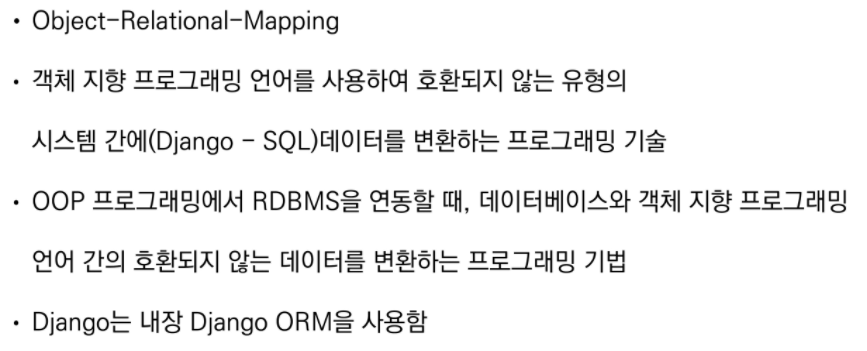 • Object-Relational-Mapping
• 객체 지향 프로그래밍 언어를 사용하여 호환되지 않는 유형의
시스템 간에(Django - SQL)데이터를 변환하는 프로그래밍 기술
• OOP 프로그래밍에서 RDBMS을 연동할 때, 데이터베이스와 객체 지향 프로그래밍
언어 간의 호환되지 않는 데이터를 변환하는 프로그래밍 기법
• Django는 내장 Django ORM을 사용함